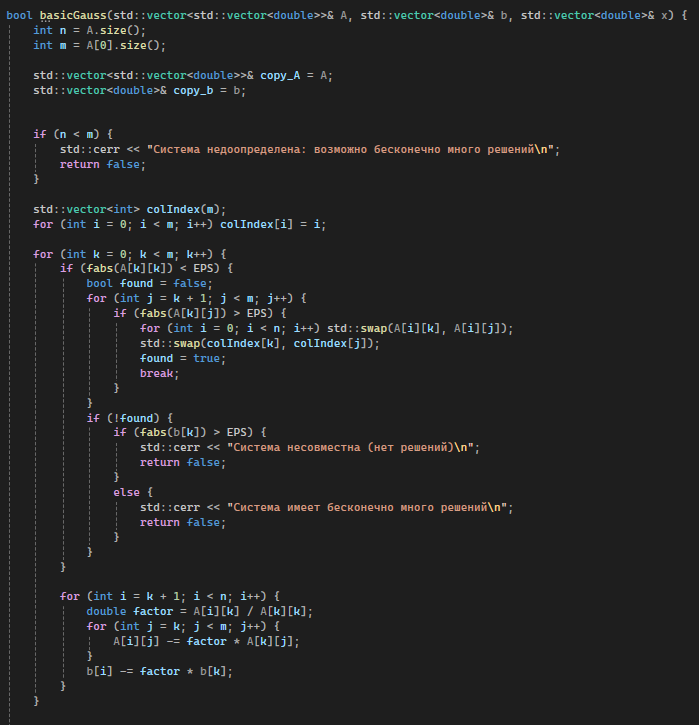 bool basicGauss(std::vector<std::vector<double>>& A, std::vector<double>& b, std::vector<double>& x) {
    int n = A.size();
    int m = A[0].size();

    std::vector<std::vector<double>>& copy_A = A;
    std::vector<double>& copy_b = b;


    if (n < m) {
        std::cerr << "Система недоопределена: возможно бесконечно много решений\n";
        return false;
    }

    std::vector<int> colIndex(m);
    for (int i = 0; i < m; i++) colIndex[i] = i;

    for (int k = 0; k < m; k++) {
        if (fabs(A[k][k]) < EPS) {
            bool found = false;
            for (int j = k + 1; j < m; j++) {
                if (fabs(A[k][j]) > EPS) {
                    for (int i = 0; i < n; i++) std::swap(A[i][k], A[i][j]);
                    std::swap(colIndex[k], colIndex[j]);
                    found = true;
                    break;
                }
            }
            if (!found) {
                if (fabs(b[k]) > EPS) {
                    std::cerr << "Система несовместна (нет решений)\n";
                    return false;
                }
                else {
                    std::cerr << "Система имеет бесконечно много решений\n";
                    return false;
                }
            }
        }

        for (int i = k + 1; i < n; i++) {
            double factor = A[i][k] / A[k][k];
            for (int j = k; j < m; j++) {
                A[i][j] -= factor * A[k][j];
            }
            b[i] -= factor * b[k];
        }
    }